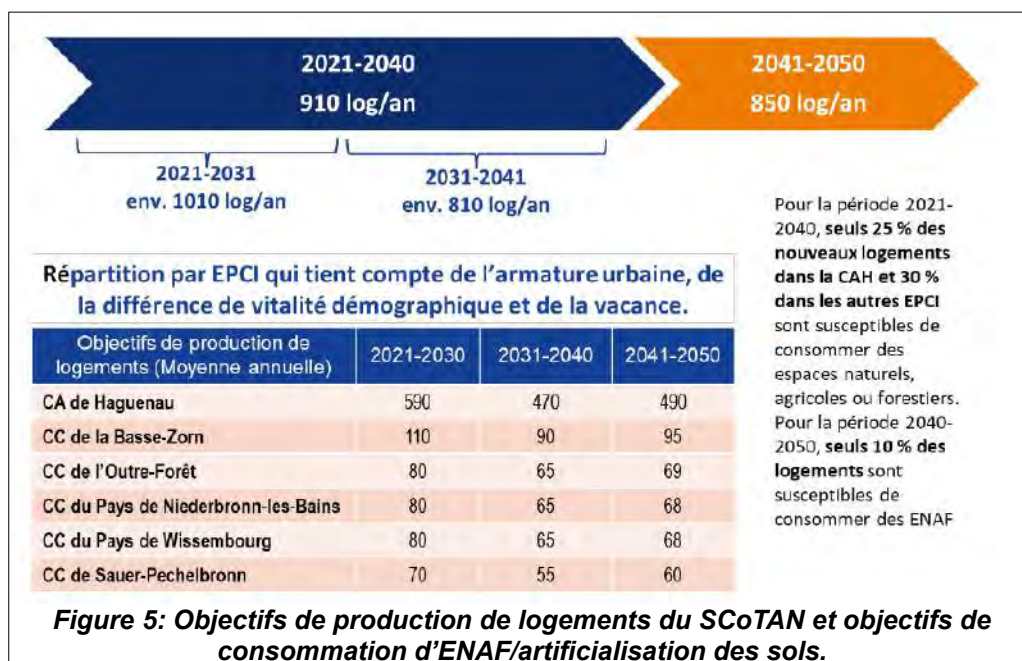 2021-2040
910 log/an
2041-2050
850 log/an
2021-2031
env. 1010 log/an
2031-2041
env. 810 log/an
Répartition par EPCI qui tient compte de l'armature urbaine, de
la différence de vitalité démographique et de la vacance.
Objectifs de production de
logements (Moyenne annuelle)
2021-2030
2031-2040
2041-2050
CA de Haguenau 590 470 490
CC de la Basse-Zorn 110 90 95
CC de l'Outre-Forêt 80 65 69
CC du Pays de Niederbronn-les-Bains 80 65 68
CC du Pays de Wissembourg 80 65 68
CC de Sauer-Pechelbronn 70 55 60
Pour la période 2021-
2040, seuls 25 % des
nouveaux logements
dans la CAH et 30 %
dans les autres EPCI
sont susceptibles de
consommer des
espaces naturels,
agricoles ou forestiers.
Pour la période 2040-
2050, seuls 10 % des
logements sont
susceptibles de
consommer des ENAF
Figure 5: Objectifs de production de logements du SCoTAN et objectifs de
consommation d'ENAF/artificialisation des sols.